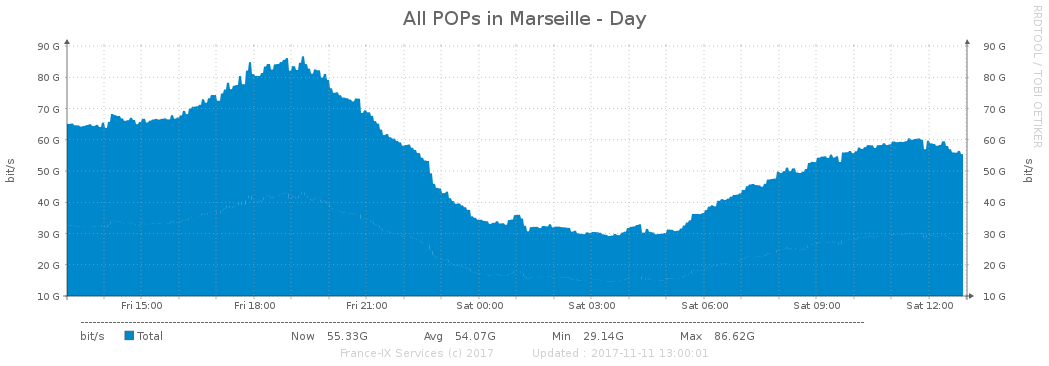 All POPs in Marseille - Day
RRDTOOL / TOBI OETIKER
90 G 90 G
80 G 80 G
70 G 70 G
60 G 60 G
50 G 50 G
40 G 40 G
30 G 30 G
20 G 20 G
10 G 10 G
bit/s bit/s
Fri 15:00 Fri 18:00 Fri 21:00 Sat 00:00 Sat 03:00 Sat 06:00 Sat 09:00 Sat 12:00
bit/s Total Now 55.33G Avg 54.07G Min 29.14G Max 86.62G
France-IX Services (c) 2017 Updated : 2017-11-11 13:00:01